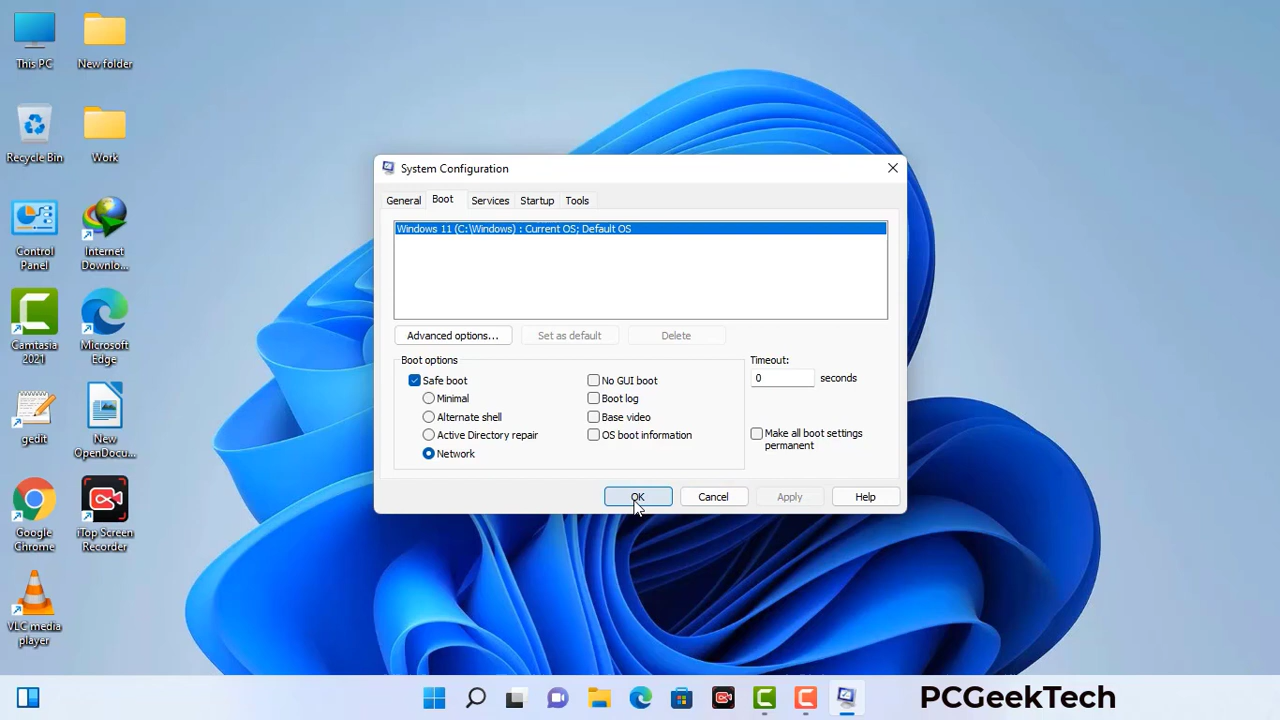 This PC
New folder
Recycle Bin
Work
Control
Panel
Internet
Downlo...
Camtasia
2021
Microsoft
Edge
gedit
New
OpenDocu...
Google
Chrome
iTop Screen
Recorder
VLC media
player
System Configuration
General Boot Services Startup Tools
Windows 11 (C:\Windows) : Current OS; Default OS
Advanced options... Set as default Delete
Boot options
Safe boot
Minimal
Alternate shell
Active Directory repair
Network
No GUI boot
Boot log
Base video
OS boot information
Timeout:
0 seconds
Make all boot settings
permanent
OK Cancel Apply Help
PCGeekTech